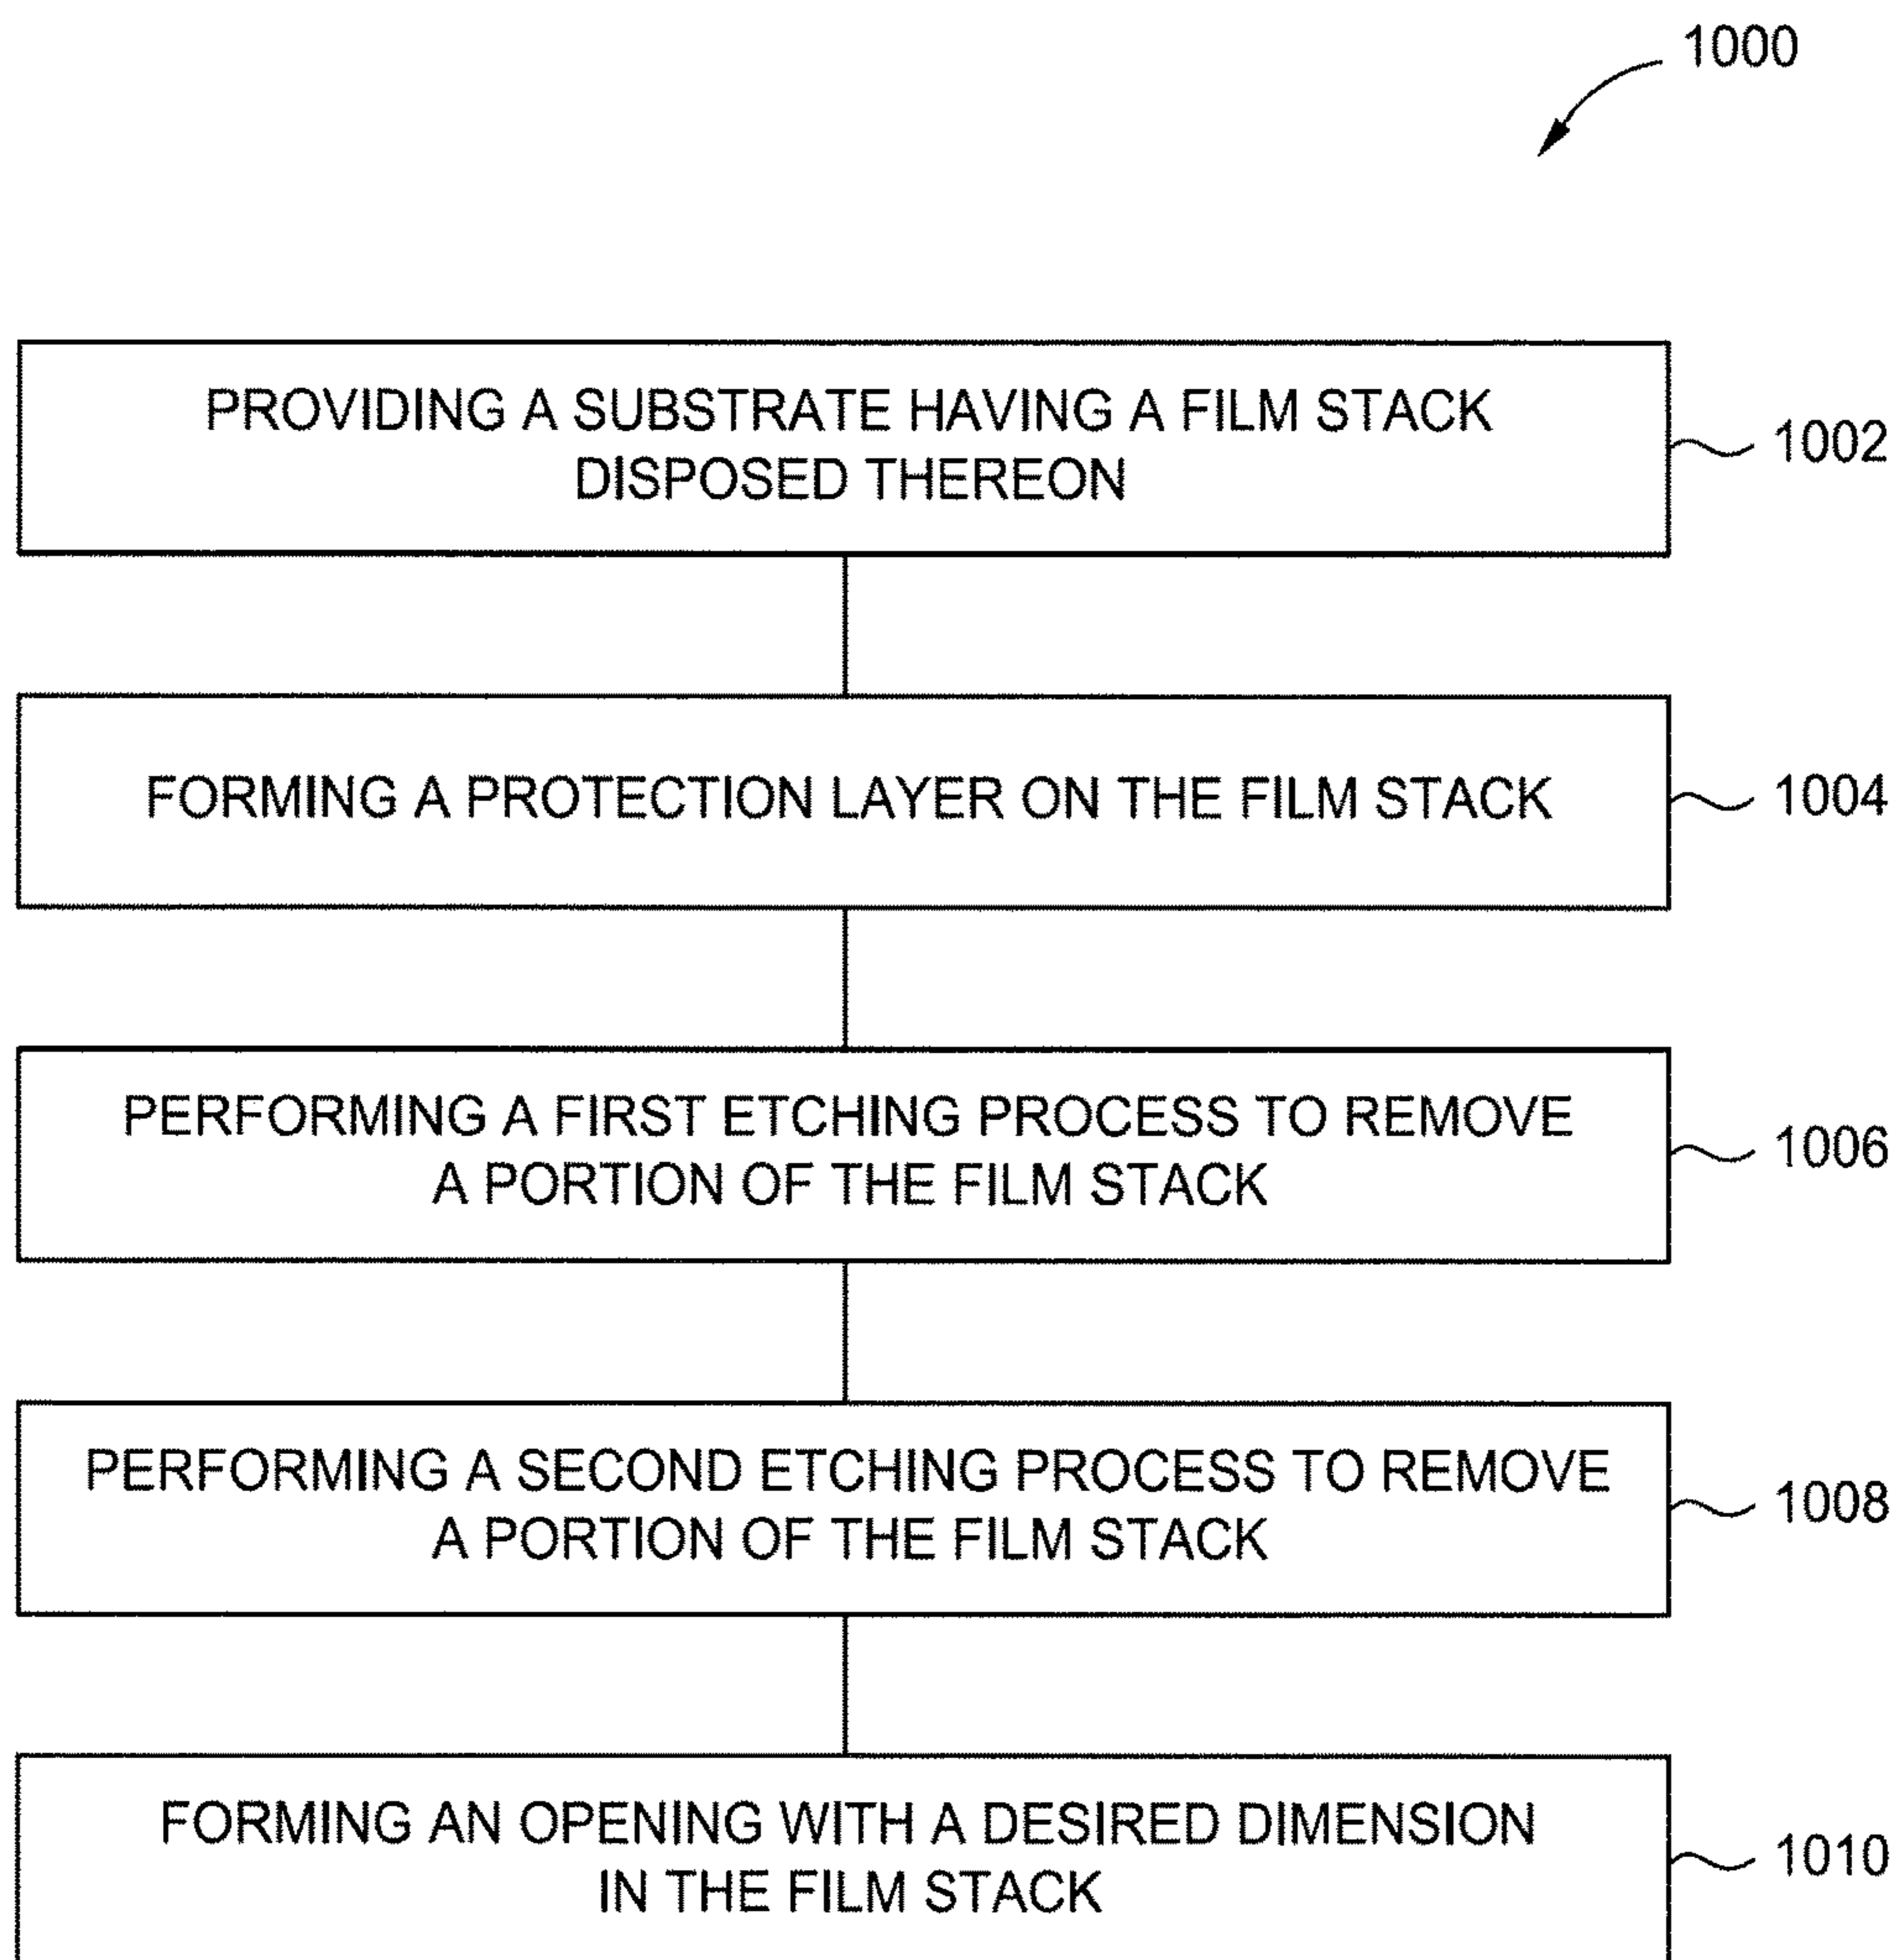 1000
PROVIDING A SUBSTRATE HAVING A FILM STACK
DISPOSED THEREON
1002
FORMING A PROTECTION LAYER ON THE FILM STACK
1004
PERFORMING A FIRST ETCHING PROCESS TO REMOVE
A PORTION OF THE FILM STACK
1006
PERFORMING A SECOND ETCHING PROCESS TO REMOVE
A PORTION OF THE FILM STACK
1008
FORMING AN OPENING WITH A DESIRED DIMENSION
IN THE FILM STACK
1010